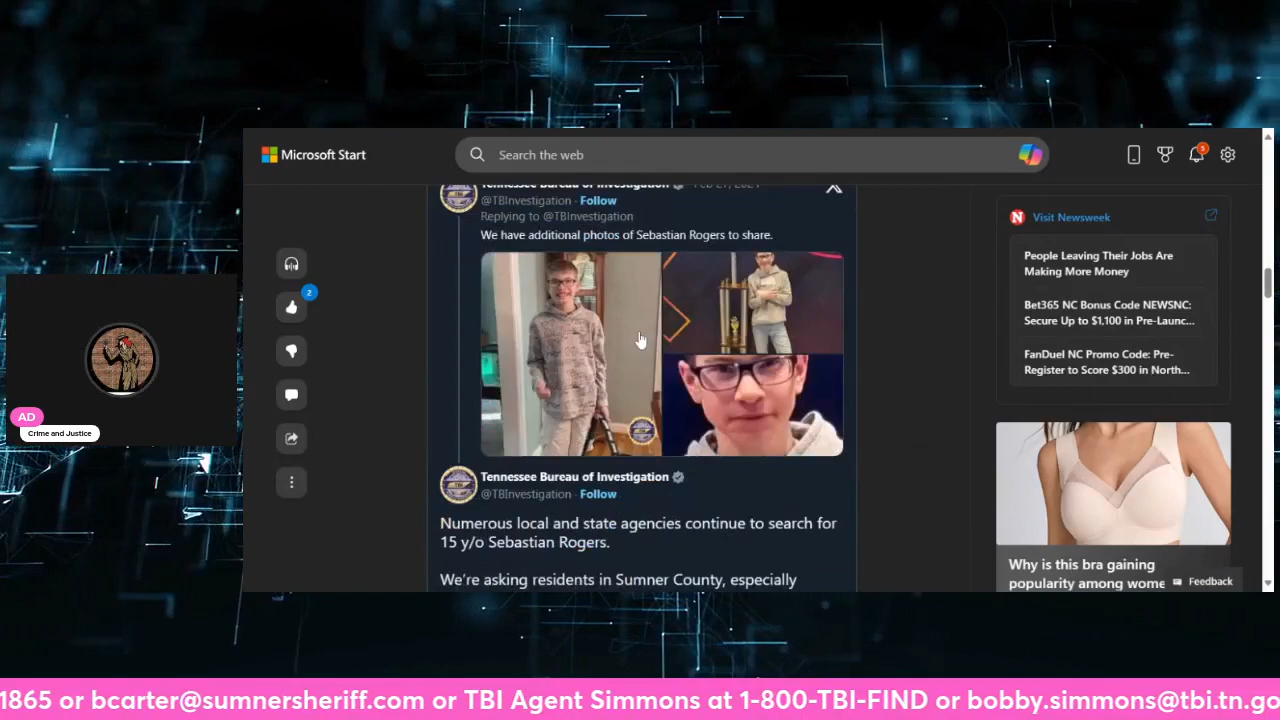 Microsoft Start
Search the web
3
Tennessee Bureau of Investigation Feb 27, 2024
@TBInvestigation · Follow
Replying to @TBInvestigation
We have additional photos of Sebastian Rogers to share.
2
Tennessee Bureau of Investigation
@TBInvestigation · Follow
Numerous local and state agencies continue to search for
15 y/o Sebastian Rogers.
We're asking residents in Sumner County, especially
Visit Newsweek
People Leaving Their Jobs Are
Making More Money
Bet365 NC Bonus Code NEWSNC:
Secure Up to $1,100 in Pre-Launc...
FanDuel NC Promo Code: Pre-
Register to Score $300 in North...
Why is this bra gaining
popularity among wome
Feedback
AD
Crime and Justice
1865 or bcarter@sumnersheriff.com or TBI Agent Simmons at 1-800-TBI-FIND or bobby.simmons@tbi.tn.go